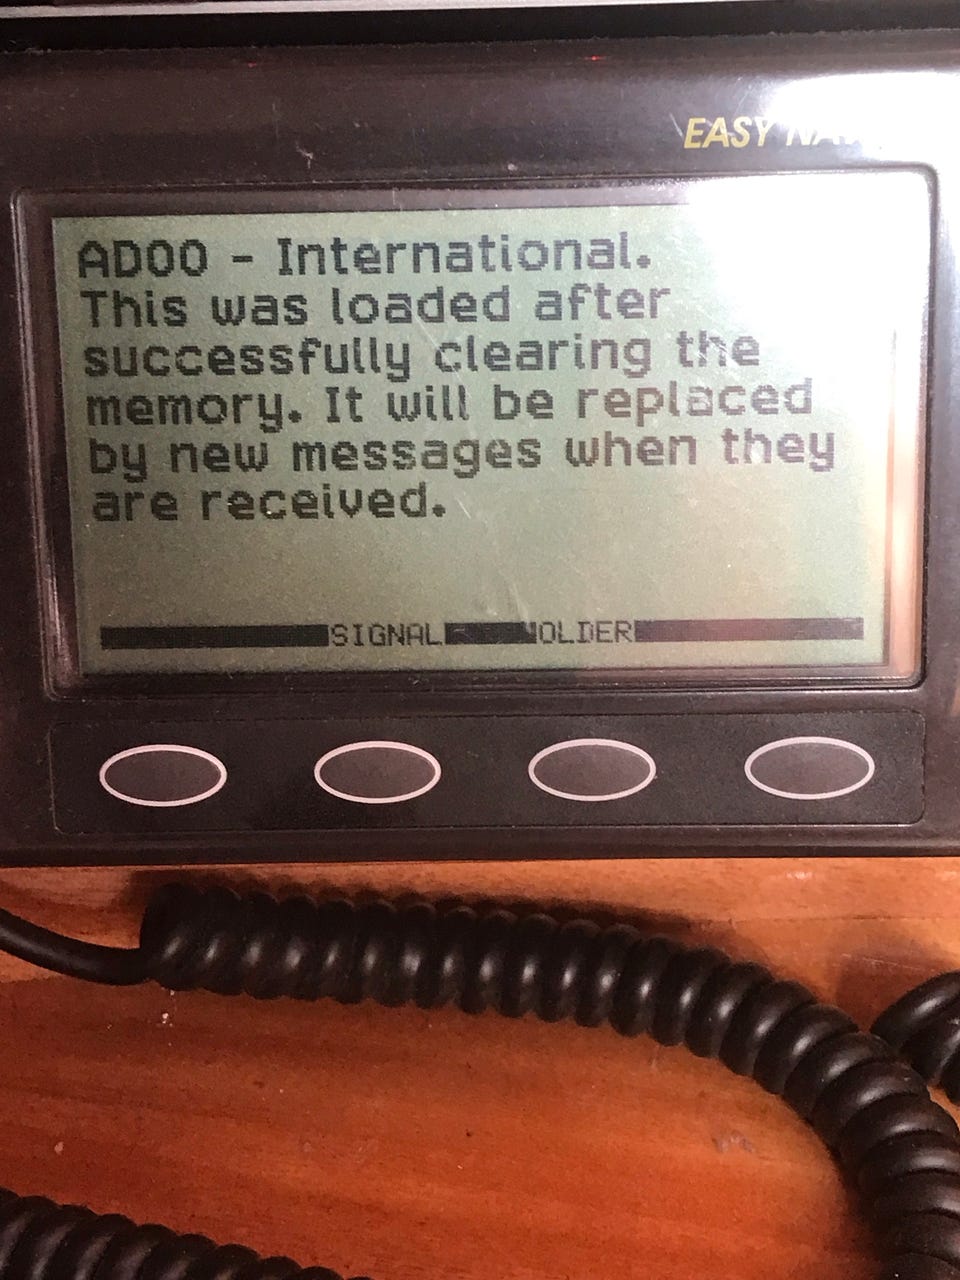 EASY
AD00 - International.
This was loaded after
successfully clearing the
memory. It will be replaced
by new messages when they
are received.
SIGNAL OLDER